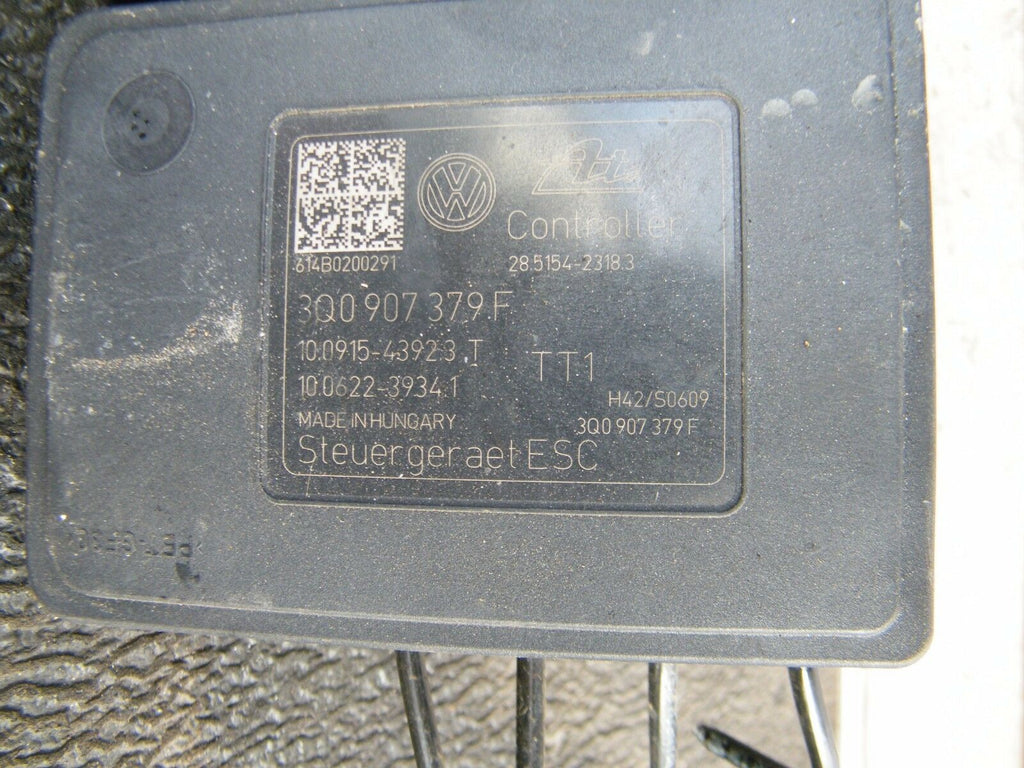 Ate
Controller
614B0200291
28.5154-2318.3
3Q0 907 379 F
10.0915-4392.3 T
TT1
10.0622-3934.1
H42/S0609
MADE IN HUNGARY
3Q0 907 379 F
Steuergeraet ESC